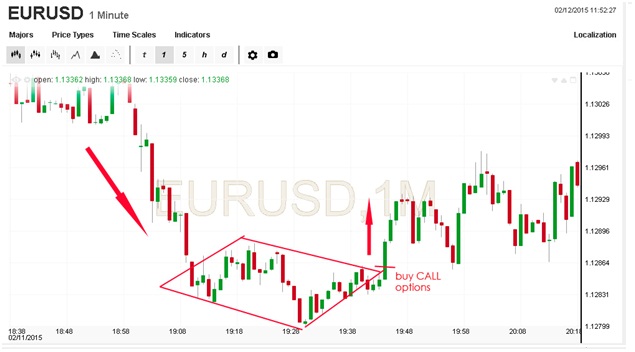 EURUSD 1 Minute
02/12/2015 11:52:27
Majors Price Types Time Scales Indicators Localization
t 1 5 h d
open: 1.13362 high: 1.13368 low: 1.13359 close: 1.13368
1.13026
1.12993
1.12961
EURUSD,1M
1.12929
1.12896
1.12864
buy CALL
options
1.12831
1.12799
18:38 18:48 18:58 19:08 19:18 19:28 19:38 19:48 19:58 20:08 20:18
02/11/2015